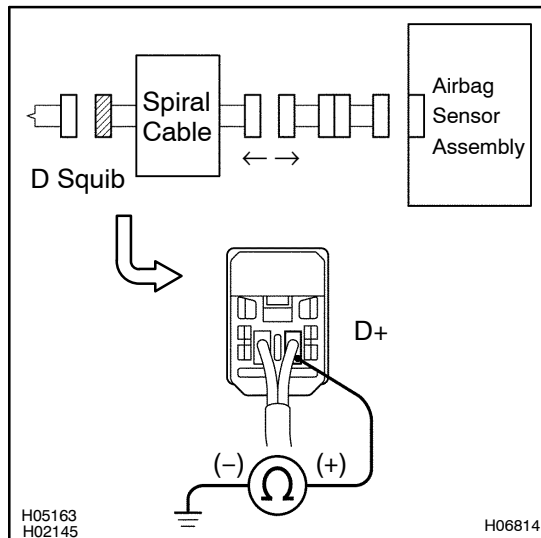 Spiral
Cable
Airbag
Sensor
Assembly
D Squib
D+
(−)
Ω
(+)
H05163
H02145
H06814